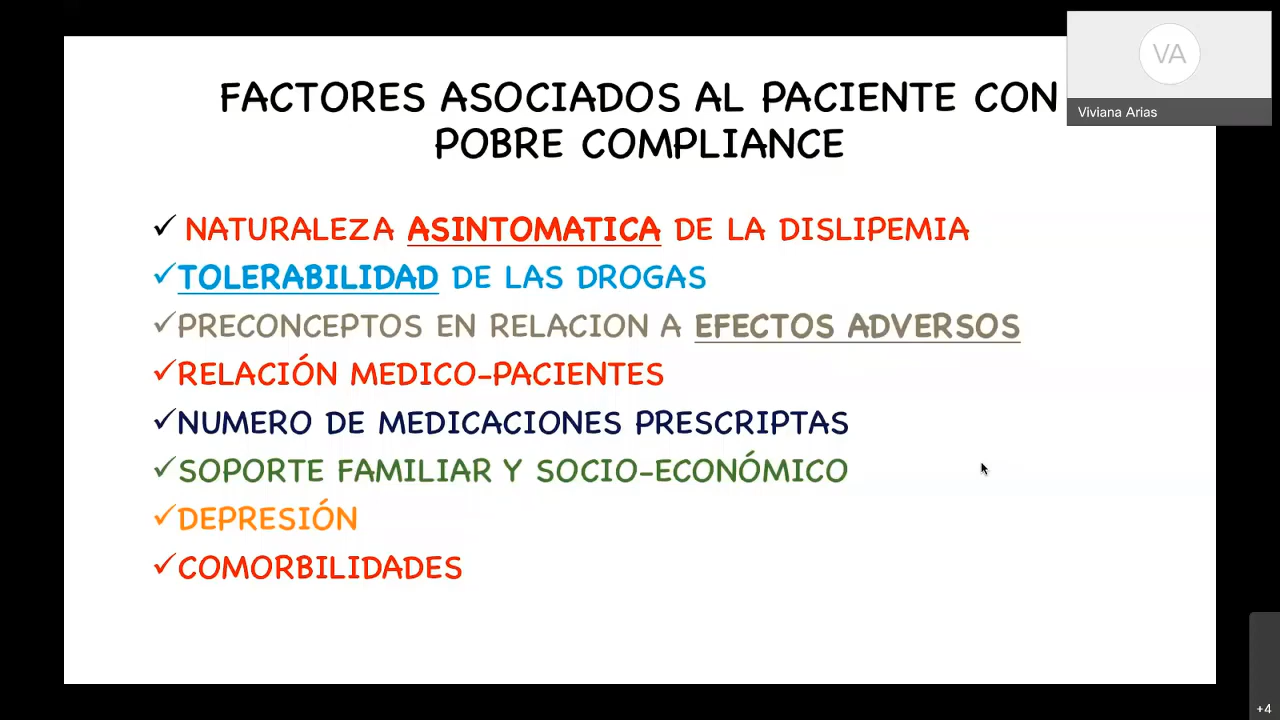 FACTORES ASOCIADOS AL PACIENTE CON
POBRE COMPLIANCE
VA
Viviana Arias
✓ NATURALEZA ASINTOMATICA DE LA DISLIPEMIA
✓TOLERABILIDAD DE LAS DROGAS
✓PRECONCEPTOS EN RELACION A EFECTOS ADVERSOS
✓RELACIÓN MEDICO-PACIENTES
✓NUMERO DE MEDICACIONES PRESCRIPTAS
✓SOPORTE FAMILIAR Y SOCIO-ECONÓMICO
✓DEPRESIÓN
✓COMORBILIDADES
+4